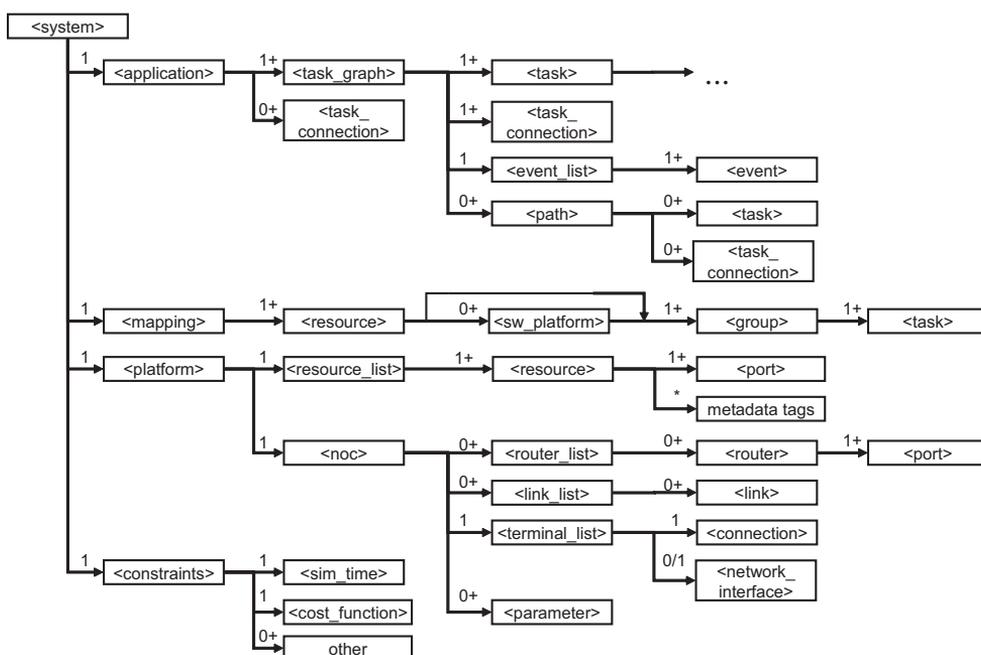 <system>
1
<application>
1+
<task_graph>
1+
<task>
...
0+
<task_
connection>
1+
<task_
connection>
1
<event_list>
1+
<event>
0+
<path>
0+
<task>
0+
<task_
connection>
1
<mapping>
1+
<resource>
0+
<sw_platform>
1+
<group>
1+
<task>
1
<platform>
1
<resource_list>
1+
<resource>
1+
<port>
*
metadata tags
1
<noc>
0+
<router_list>
0+
<router>
1+
<port>
0+
<link_list>
0+
<link>
1
<terminal_list>
1
<connection>
0/1
<network_
interface>
0+
<parameter>
1
<constraints>
1
<sim_time>
1
<cost_function>
0+
other